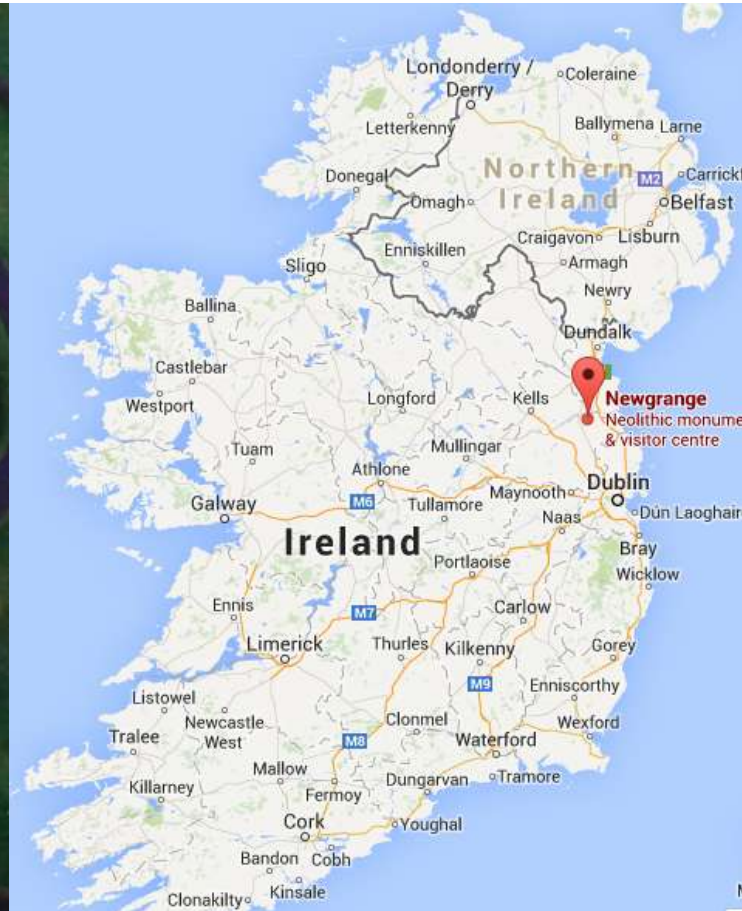 Londonderry /
Derry
Coleraine
Letterkenny
Ballymena
Larne
Donegal
Northern
Ireland
M2
Carrickf
Omagh
Belfast
Craigavon
Lisburn
Enniskillen
Armagh
Sligo
Newry
Ballina
Dundalk
Castlebar
Westport
Longford
Kells
Newgrange
Neolithic monume
& visitor centre
Tuam
Mullingar
Athlone
Dublin
Galway
M6
Tullamore
Maynooth
Dún Laoghaire
Naas
Ireland
Portlaoise
Bray
Wicklow
Ennis
M7
Carlow
Limerick
Thurles
Kilkenny
Gorey
M9
Enniscorthy
Listowel
Newcastle
West
Clonmel
Wexford
Tralee
M8
Waterford
Mallow
Dungarvan
Tramore
Killarney
Fermoy
Cork
Youghal
Bandon
Cobh
Clonakilty
Kinsale